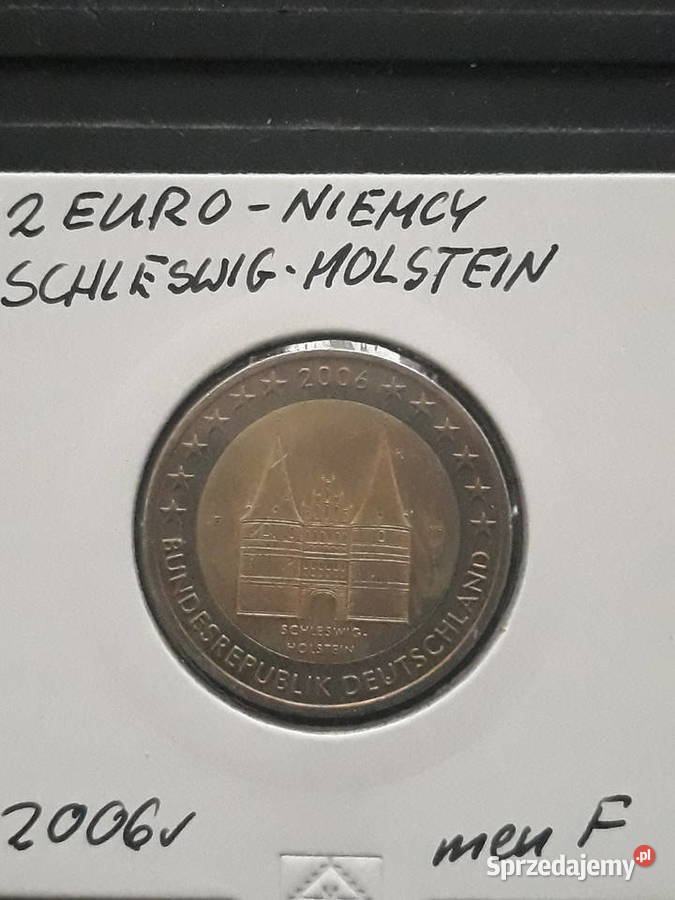 2 EURO - NIEMCY
SCHLESWIG-HOLSTEIN
2006
F
SCHLESWIG-
HOLSTEIN
BUNDESREPUBLIK DEUTSCHLAND
2006r
men F
Sprzedajemy.pl